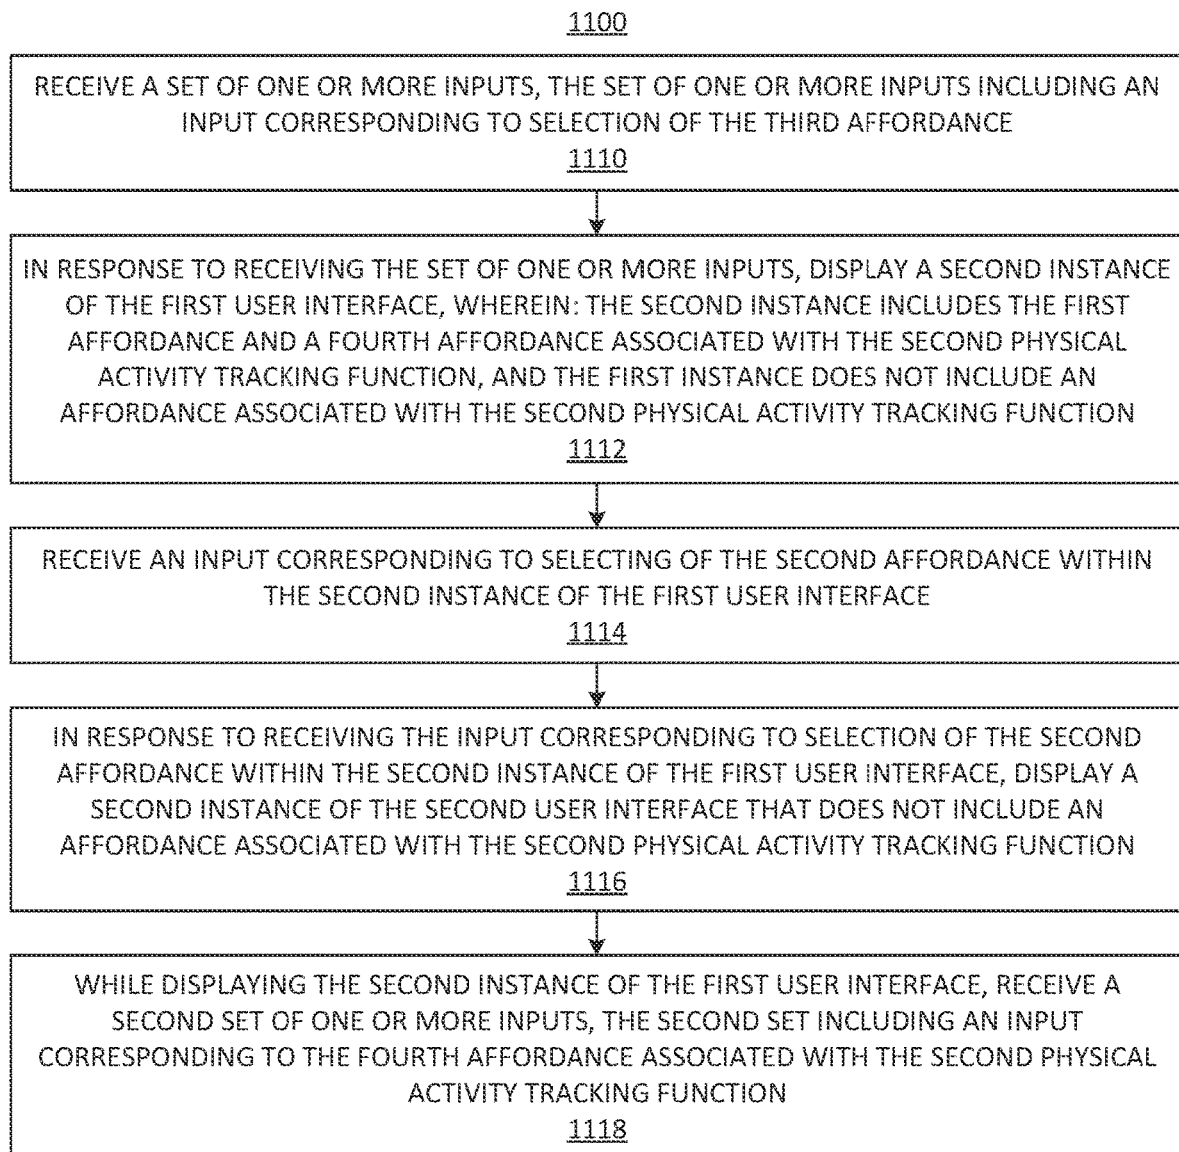 1100
RECEIVE A SET OF ONE OR MORE INPUTS, THE SET OF ONE OR MORE INPUTS INCLUDING AN
INPUT CORRESPONDING TO SELECTION OF THE THIRD AFFORDANCE
1110
IN RESPONSE TO RECEIVING THE SET OF ONE OR MORE INPUTS, DISPLAY A SECOND INSTANCE
OF THE FIRST USER INTERFACE, WHEREIN: THE SECOND INSTANCE INCLUDES THE FIRST
AFFORDANCE AND A FOURTH AFFORDANCE ASSOCIATED WITH THE SECOND PHYSICAL
ACTIVITY TRACKING FUNCTION, AND THE FIRST INSTANCE DOES NOT INCLUDE AN
AFFORDANCE ASSOCIATED WITH THE SECOND PHYSICAL ACTIVITY TRACKING FUNCTION
1112
RECEIVE AN INPUT CORRESPONDING TO SELECTING OF THE SECOND AFFORDANCE WITHIN
THE SECOND INSTANCE OF THE FIRST USER INTERFACE
1114
IN RESPONSE TO RECEIVING THE INPUT CORRESPONDING TO SELECTION OF THE SECOND
AFFORDANCE WITHIN THE SECOND INSTANCE OF THE FIRST USER INTERFACE, DISPLAY A
SECOND INSTANCE OF THE SECOND USER INTERFACE THAT DOES NOT INCLUDE AN
AFFORDANCE ASSOCIATED WITH THE SECOND PHYSICAL ACTIVITY TRACKING FUNCTION
1116
WHILE DISPLAYING THE SECOND INSTANCE OF THE FIRST USER INTERFACE, RECEIVE A
SECOND SET OF ONE OR MORE INPUTS, THE SECOND SET INCLUDING AN INPUT
CORRESPONDING TO THE FOURTH AFFORDANCE ASSOCIATED WITH THE SECOND PHYSICAL
ACTIVITY TRACKING FUNCTION
1118